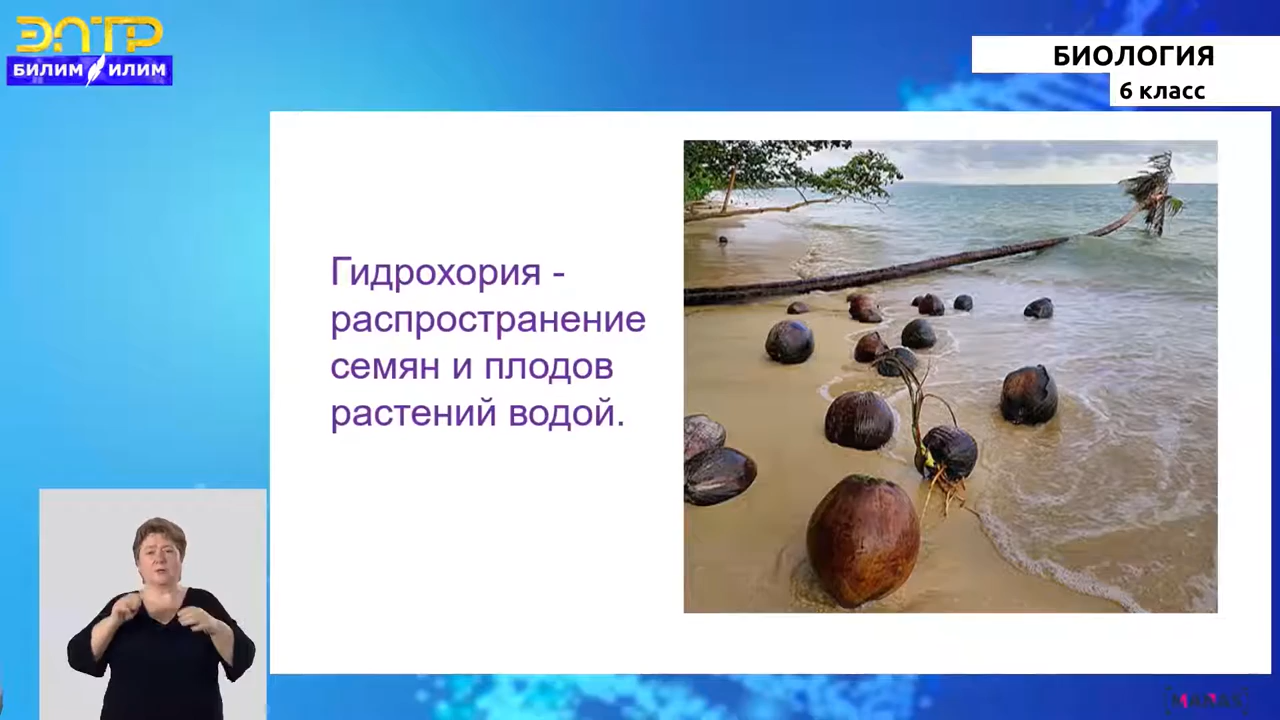 ЭЛТР
БИЛИМ ИЛИМ
БИОЛОГИЯ
6 класс
Гидрохория -
распространение
семян и плодов
растений водой.